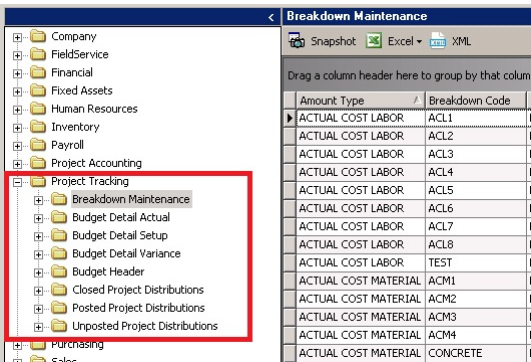 Company
FieldService
Financial
Fixed Assets
Human Resources
Inventory
Payroll
Project Accounting
Project Tracking
Breakdown Maintenance
Budget Detail Actual
Budget Detail Setup
Budget Detail Variance
Budget Header
Closed Project Distributions
Posted Project Distributions
Unposted Project Distributions
Purchasing
Sales
Breakdown Maintenance
Snapshot Excel XML
Drag a column header here to group by that colum
Amount Type Breakdown Code
ACTUAL COST LABOR ACL1
ACTUAL COST LABOR ACL2
ACTUAL COST LABOR ACL3
ACTUAL COST LABOR ACL4
ACTUAL COST LABOR ACL5
ACTUAL COST LABOR ACL6
ACTUAL COST LABOR ACL7
ACTUAL COST LABOR ACL8
ACTUAL COST LABOR TEST
ACTUAL COST MATERIAL ACM1
ACTUAL COST MATERIAL ACM2
ACTUAL COST MATERIAL ACM3
ACTUAL COST MATERIAL ACM4
ACTUAL COST MATERIAL CONCRETE